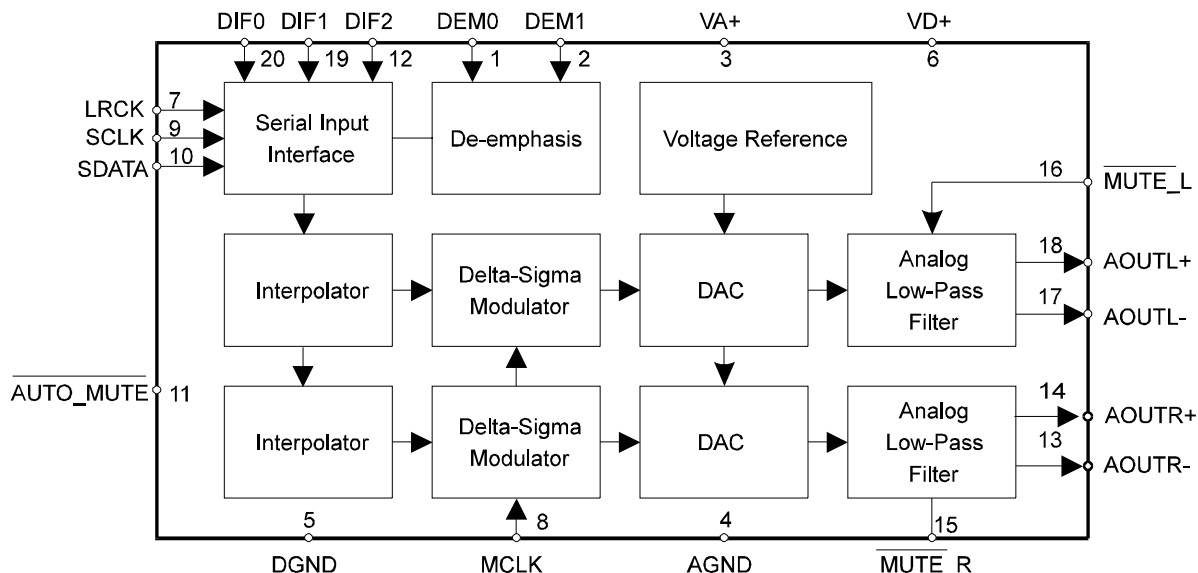 DIF0 DIF1 DIF2 DEM0 DEM1 VA+ VD+
20 19 12 1 2 3 6
LRCK 7
SCLK 9
SDATA 10
Serial Input
Interface
De-emphasis
Voltage Reference
16 MUTE_L
Interpolator
Delta-Sigma
Modulator
DAC
Analog
Low-Pass
Filter
18 AOUTL+
17 AOUTL-
AUTO_MUTE 11
Interpolator
Delta-Sigma
Modulator
DAC
Analog
Low-Pass
Filter
14 AOUTR+
13 AOUTR-
5 8 4 15
DGND MCLK AGND MUTE R